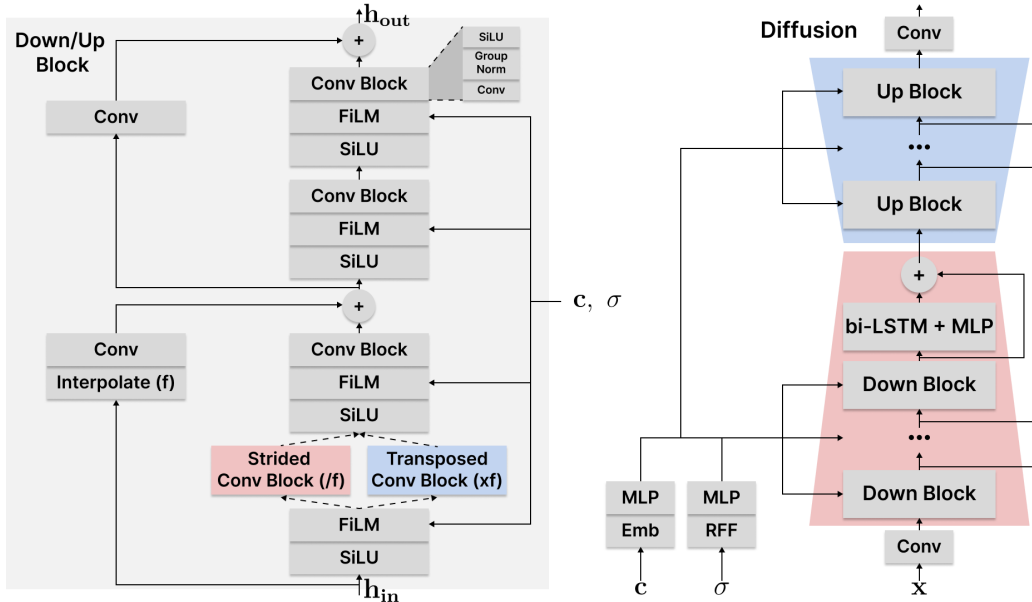 h_out
Down/Up
Block
+
SiLU
Group
Norm
Conv
Conv Block
FiLM
SiLU
Conv
Conv Block
FiLM
SiLU
+
c, σ
Conv
Interpolate (f)
Conv Block
FiLM
SiLU
Strided
Conv Block (/f)
Transposed
Conv Block (xf)
FiLM
SiLU
h_in
Diffusion
Conv
Up Block
...
Up Block
+
bi-LSTM + MLP
Down Block
...
Down Block
Conv
x
MLP
Emb
c
MLP
RFF
σ